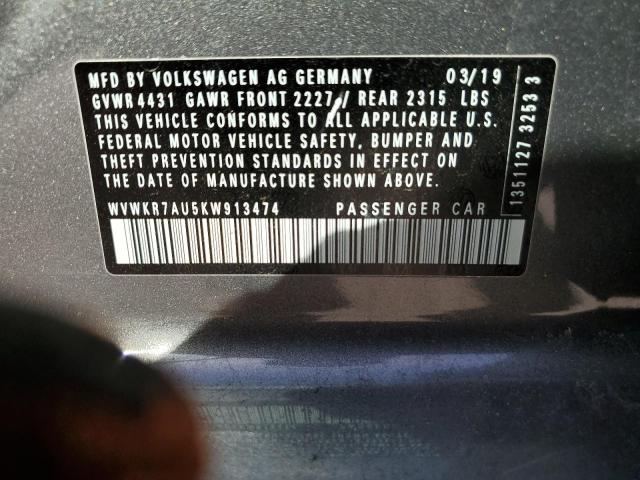 MFD BY VOLKSWAGEN AG GERMANY 03/19
GVWR 4431 GAWR FRONT 2227 / REAR 2315 LBS
THIS VEHICLE CONFORMS TO ALL APPLICABLE U.S.
FEDERAL MOTOR VEHICLE SAFETY, BUMPER AND
THEFT PREVENTION STANDARDS IN EFFECT ON
THE DATE OF MANUFACTURE SHOWN ABOVE.
WVWKR7AU5KW913474 PASSENGER CAR
1351127 3253 3